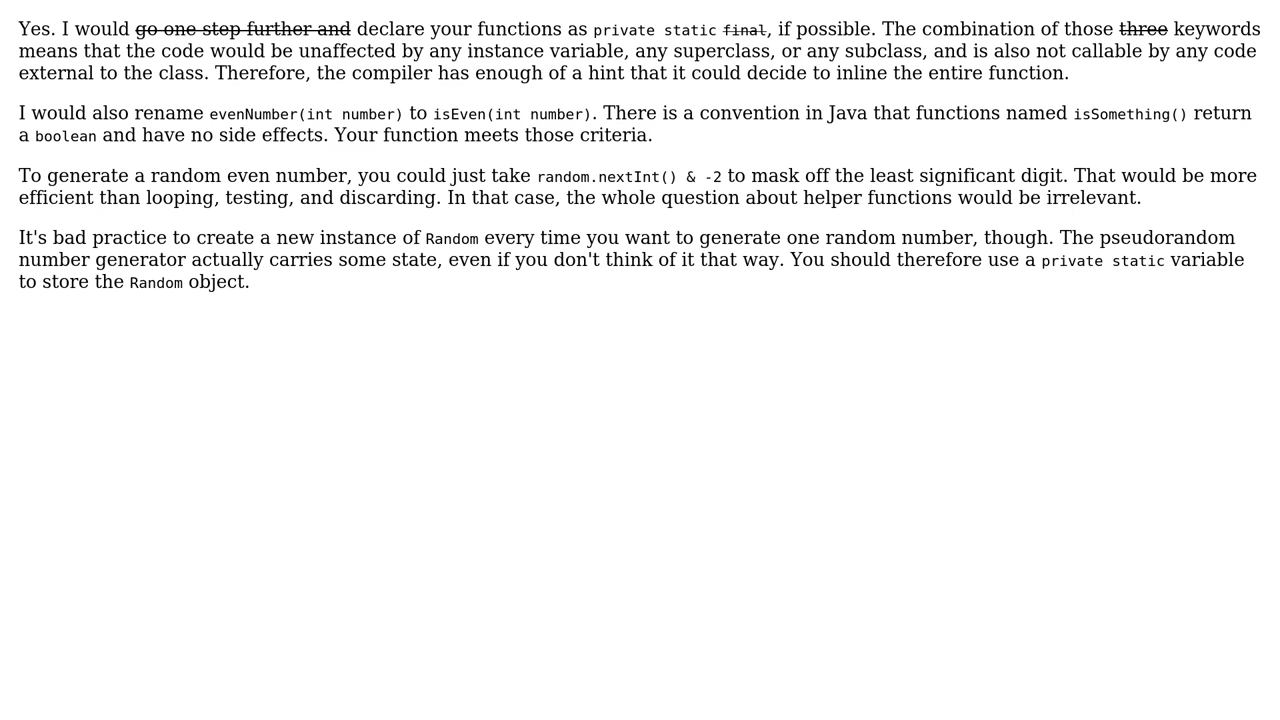 Yes. I would go one step further and declare your functions as private static final, if possible. The combination of those three keywords
means that the code would be unaffected by any instance variable, any superclass, or any subclass, and is also not callable by any code
external to the class. Therefore, the compiler has enough of a hint that it could decide to inline the entire function.
I would also rename evenNumber(int number) to isEven(int number). There is a convention in Java that functions named isSomething() return
a boolean and have no side effects. Your function meets those criteria.
To generate a random even number, you could just take random.nextInt() & -2 to mask off the least significant digit. That would be more
efficient than looping, testing, and discarding. In that case, the whole question about helper functions would be irrelevant.
It's bad practice to create a new instance of Random every time you want to generate one random number, though. The pseudorandom
number generator actually carries some state, even if you don't think of it that way. You should therefore use a private static variable
to store the Random object.